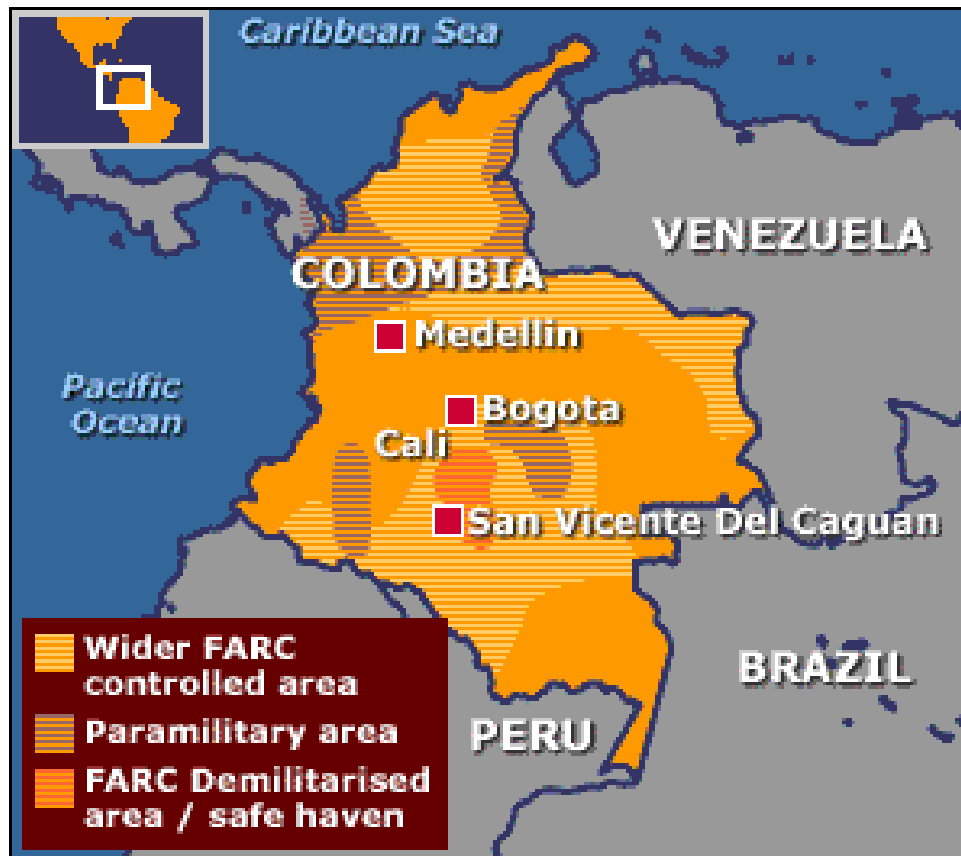 Caribbean Sea
VENEZUELA
COLOMBIA
Medellin
Pacific
Ocean
Bogota
Cali
San Vicente Del Caguan
Wider FARC
controlled area
BRAZIL
Paramilitary area
PERU
FARC Demilitarised
area / safe haven